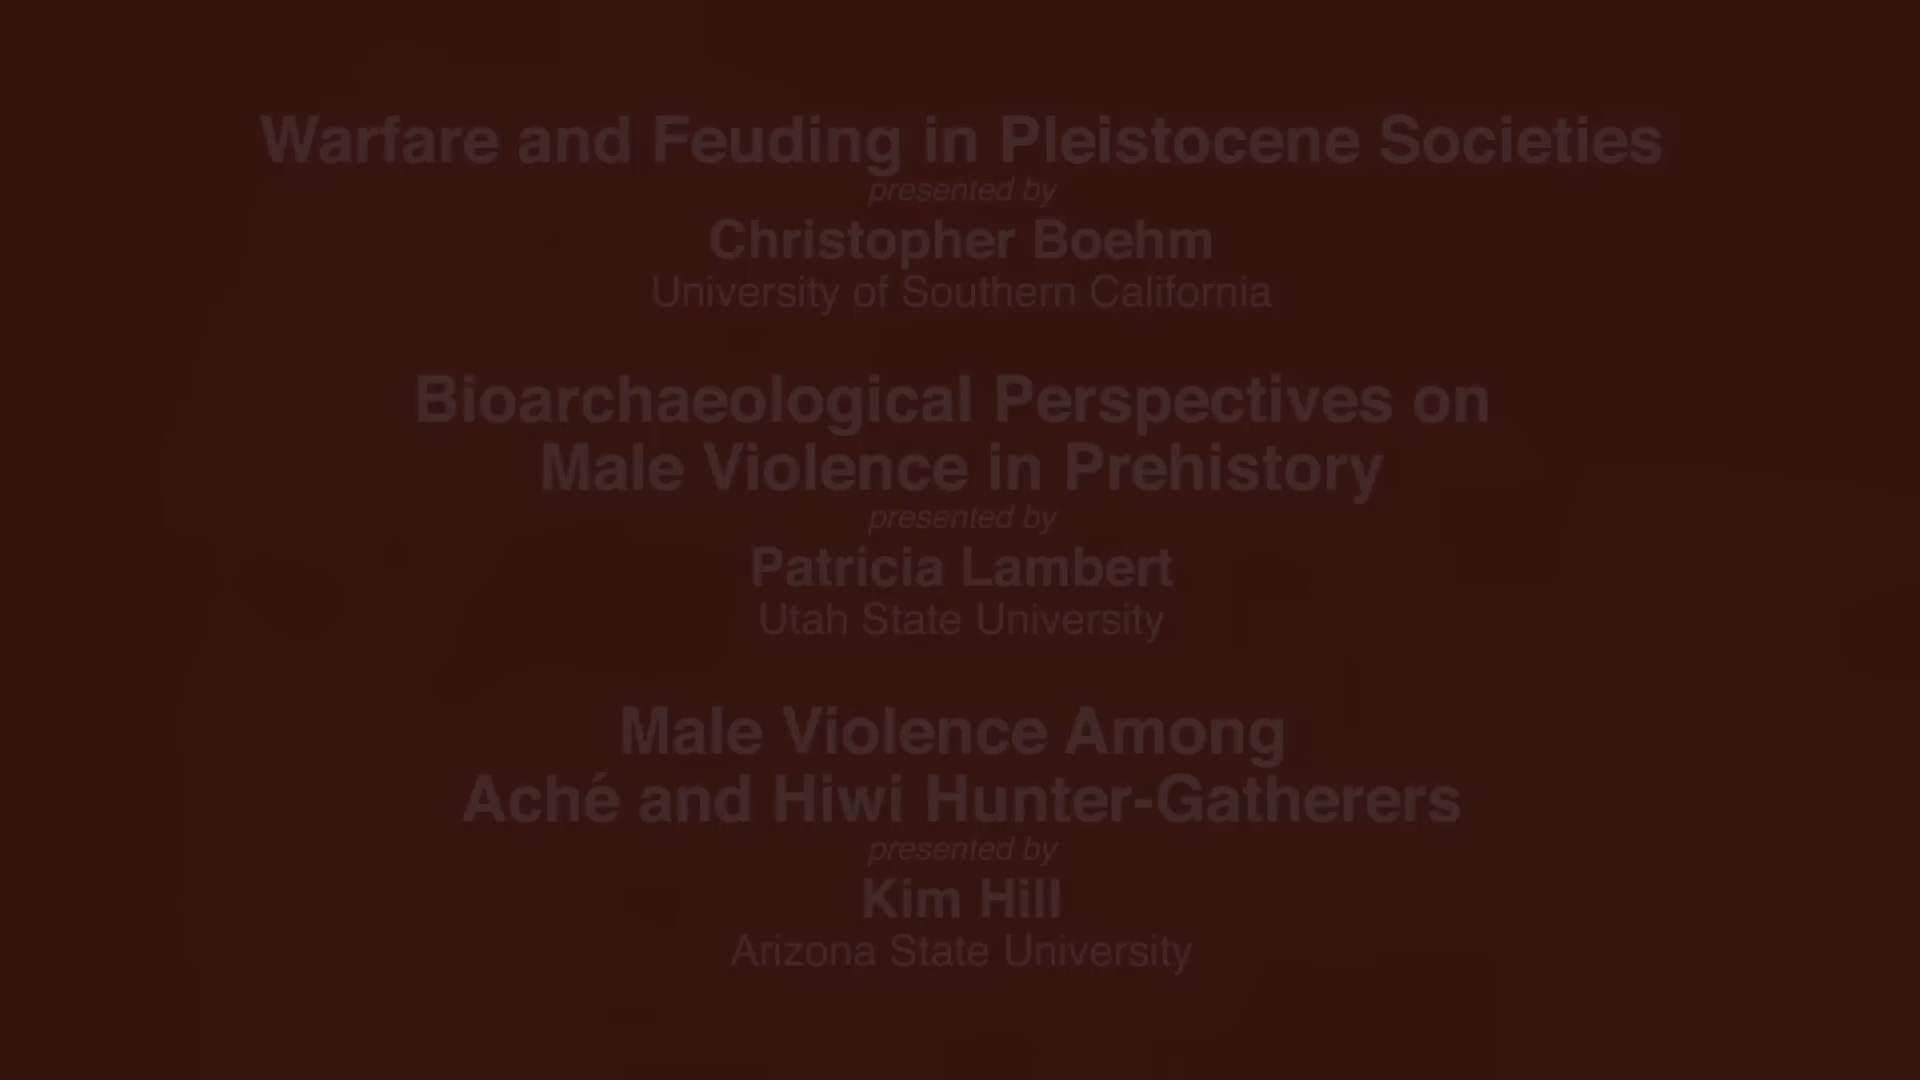 Warfare and Feuding in Pleistocene Societies
presented by
Christopher Boehm
University of Southern California
Bioarchaeological Perspectives on
Male Violence in Prehistory
presented by
Patricia Lambert
Utah State University
Male Violence Among
Aché and Hiwi Hunter-Gatherers
presented by
Kim Hill
Arizona State University